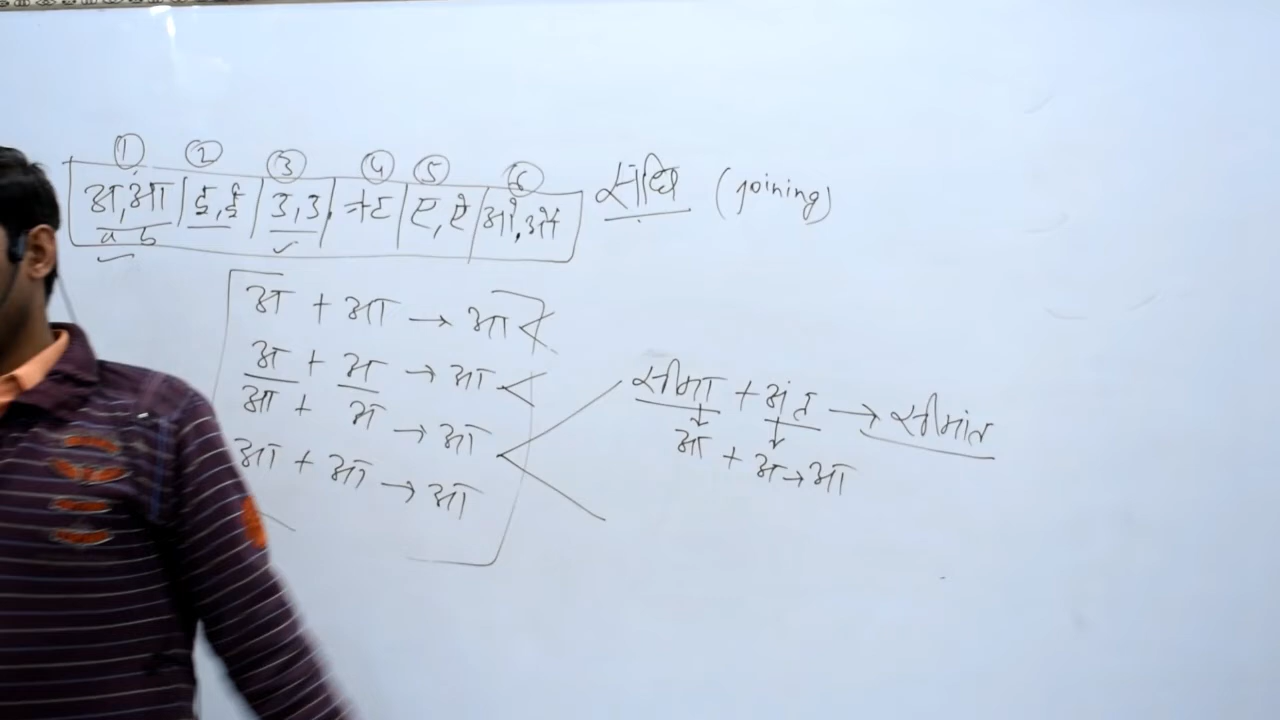 ① ② ③ ④ ⑤ ⑥
अ,आ | इ,ई | उ,ऊ, ऋ | ए, ऐ | ओ,औ संधि (joining)
a b
अ + आ → आ
अ + अ → आ
आ + अ → आ
आ + आ → आ
सीमा + अंत → सीमांत
आ + अ → आ